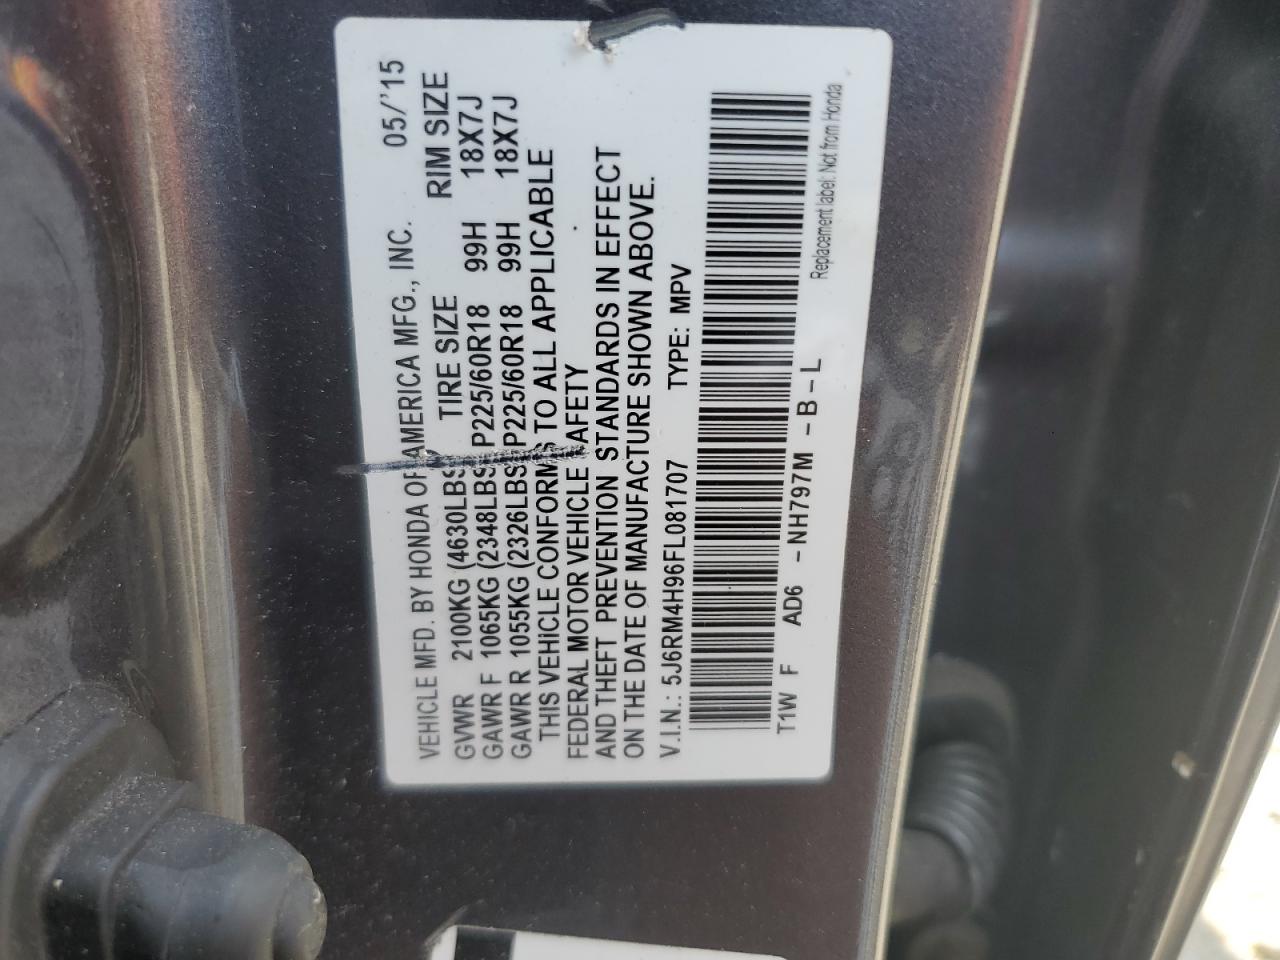 VEHICLE MFD. BY HONDA OF AMERICA MFG., INC. 05/'15
TIRE SIZE RIM SIZE
GVWR 2100KG (4630LBS
GAWR F 1065KG (2348LBS P225/60R18 99H 18X7J
GAWR R 1055KG (2326LBS P225/60R18 99H 18X7J
THIS VEHICLE CONFORMS TO ALL APPLICABLE
FEDERAL MOTOR VEHICLE SAFETY
AND THEFT PREVENTION STANDARDS IN EFFECT
ON THE DATE OF MANUFACTURE SHOWN ABOVE.
V.I.N.: 5J6RM4H96FL081707 TYPE: MPV
T1W F AD6 -NH797M -B-L
Replacement label: Not from Honda